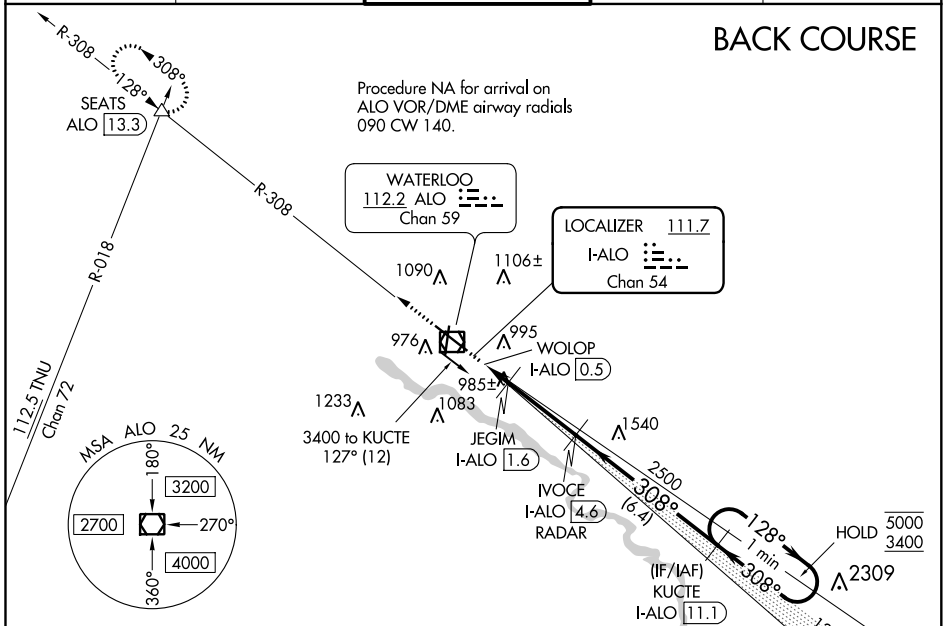 BACK COURSE
R-308
308°
128°
SEATS
ALO 13.3
Procedure NA for arrival on
ALO VOR/DME airway radials
090 CW 140.
R-308
WATERLOO
112.2 ALO
Chan 59
LOCALIZER 111.7
I-ALO
Chan 54
R-018
112.5 TNU
Chan 72
1090
1106±
976
995
WOLOP
I-ALO 0.5
985±
1233
1083
3400 to KUCTE
127° (12)
JEGIM
I-ALO 1.6
1540
IVOCE
I-ALO 4.6
RADAR
2500
308°
(6.4)
128°
1 min
308°
HOLD 5000
3400
2309
(IF/IAF)
KUCTE
I-ALO 11.1
MSA ALO 25 NM
180°
3200
2700
270°
4000
360°